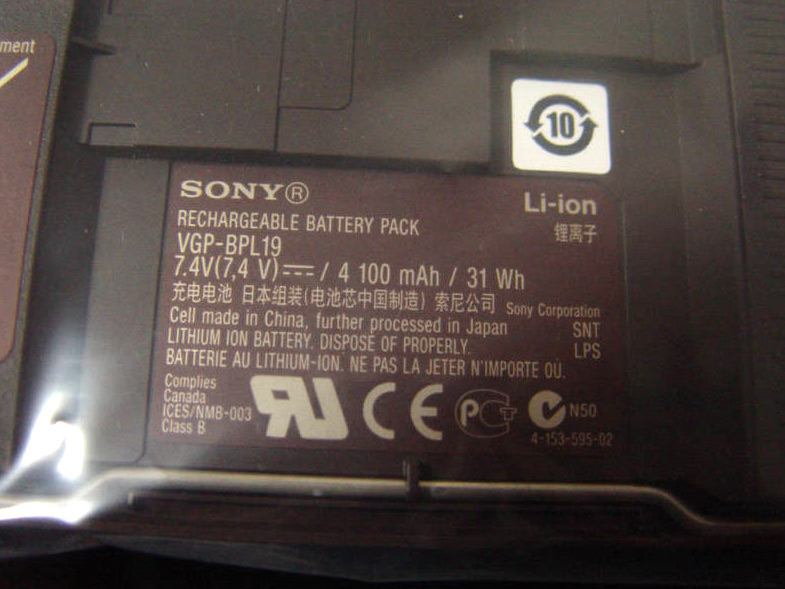 ment
10
SONY®
Li-ion
锂离子
RECHARGEABLE BATTERY PACK
VGP-BPL19
7.4V(7,4 V)⎓ / 4 100 mAh / 31 Wh
充电电池 日本组装(电池芯中国制造) 索尼公司 Sony Corporation
Cell made in China, further processed in Japan SNT
LITHIUM ION BATTERY. DISPOSE OF PROPERLY. LPS
BATTERIE AU LITHIUM-ION. NE PAS LA JETER N'IMPORTE OÙ.
Complies
Canada
ICES/NMB-003
Class B
CE
N50
4-153-595-02